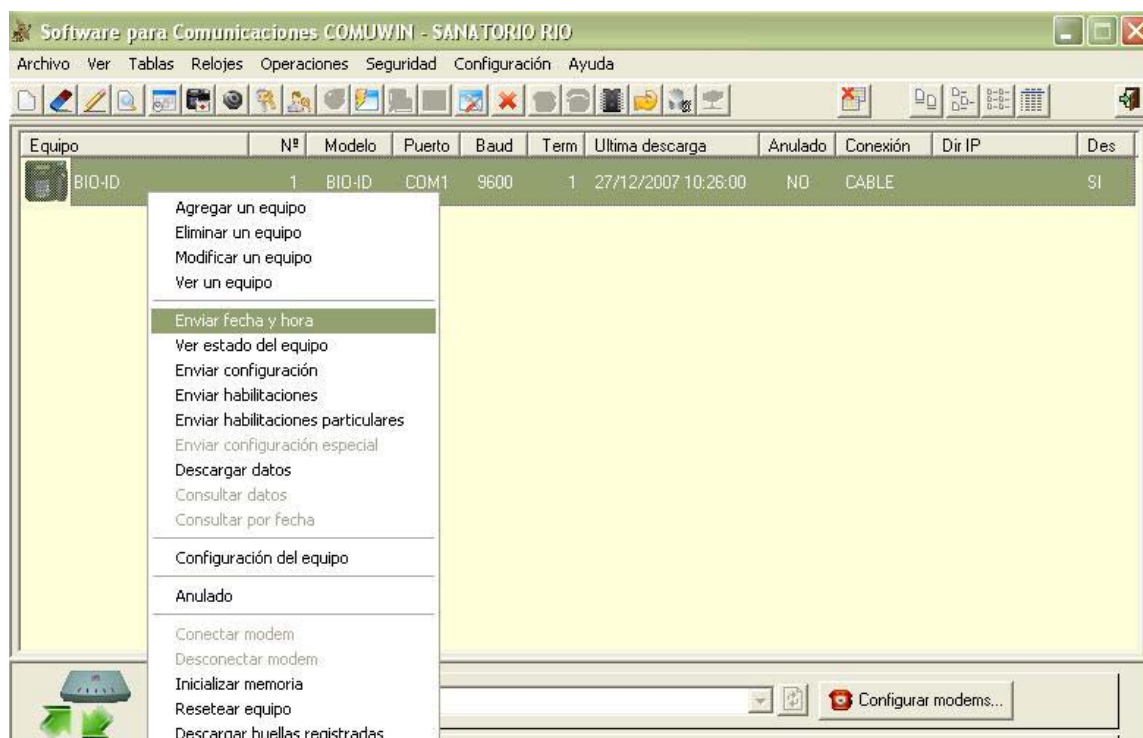 Software para Comunicaciones COMUWIN - SANATORIO RIO
Archivo Ver Tablas Relojes Operaciones Seguridad Configuración Ayuda
Equipo Nº Modelo Puerto Baud Term Ultima descarga Anulado Conexión Dir IP Des
BIO-ID 1 BIO-ID COM1 9600 1 27/12/2007 10:26:00 NO CABLE SI
Agregar un equipo
Eliminar un equipo
Modificar un equipo
Ver un equipo
Enviar fecha y hora
Ver estado del equipo
Enviar configuración
Enviar habilitaciones
Enviar habilitaciones particulares
Enviar configuración especial
Descargar datos
Consultar datos
Consultar por fecha
Configuración del equipo
Anulado
Conectar modem
Desconectar modem
Inicializar memoria
Configurar modems...
Resetear equipo
Descargar huellas registradas